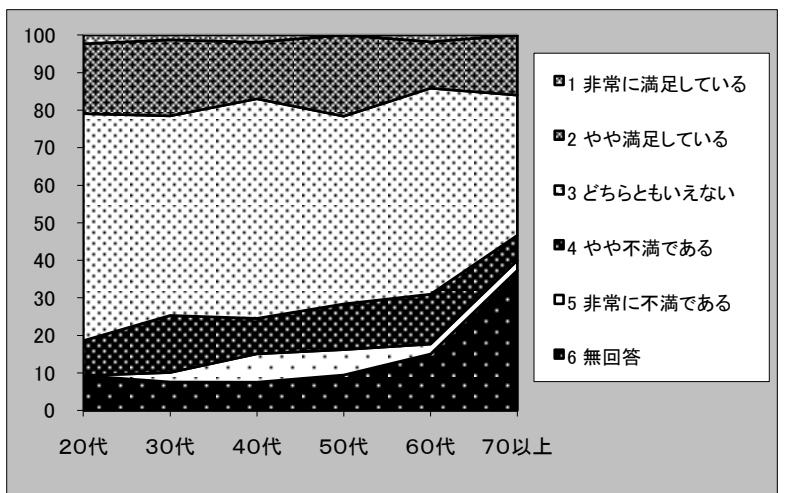 100
90
80
70
60
50
40
30
20
10
0
20代 30代 40代 50代 60代 70以上
1 非常に満足している
2 やや満足している
3 どちらともいえない
4 やや不満である
5 非常に不満である
6 無回答